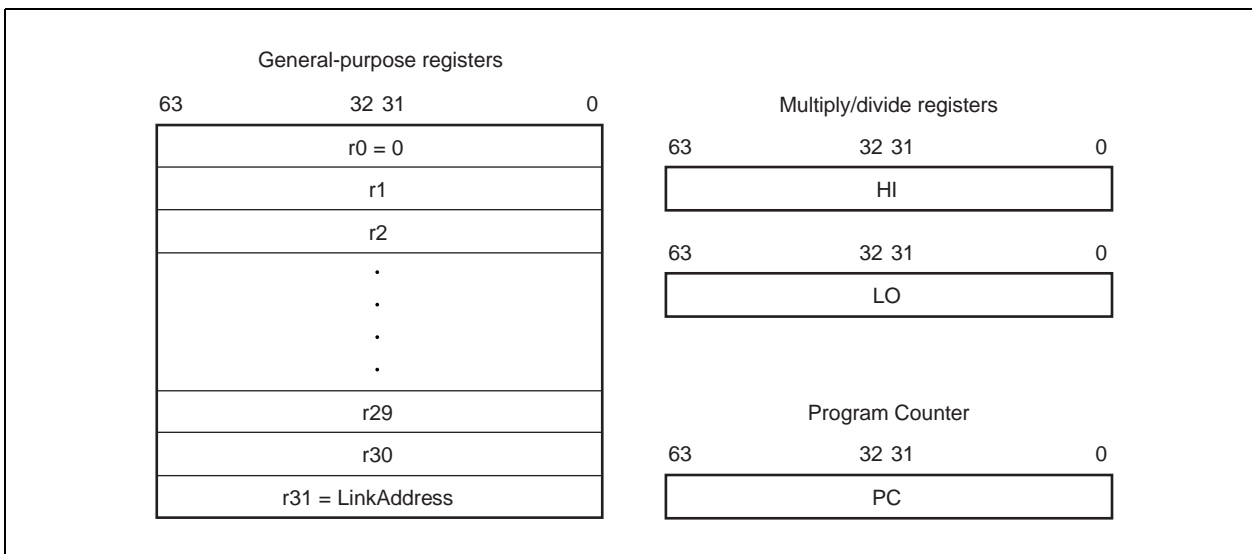 General-purpose registers
63 32 31 0
r0 = 0
r1
r2
.
.
.
.
r29
r30
r31 = LinkAddress
Multiply/divide registers
63 32 31 0
HI
63 32 31 0
LO
Program Counter
63 32 31 0
PC